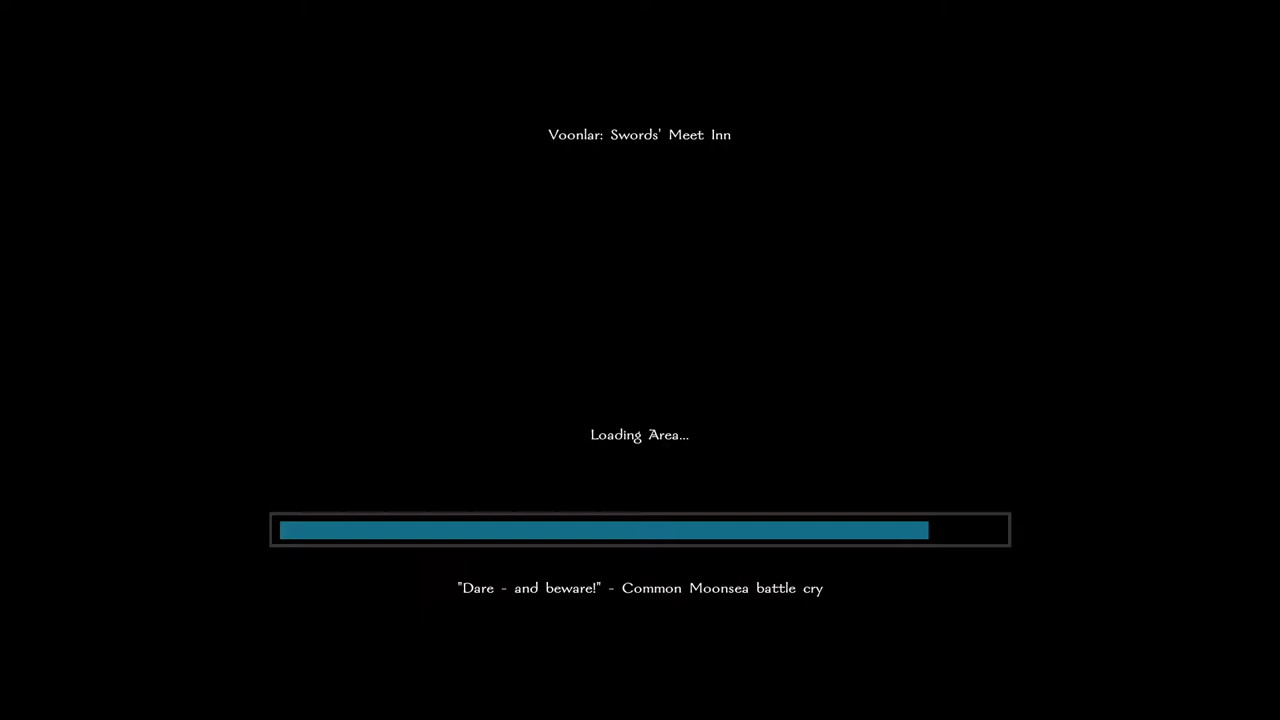 Voonlar: Swords' Meet Inn
Loading Area...
"Dare - and beware!" - Common Moonsea battle cry